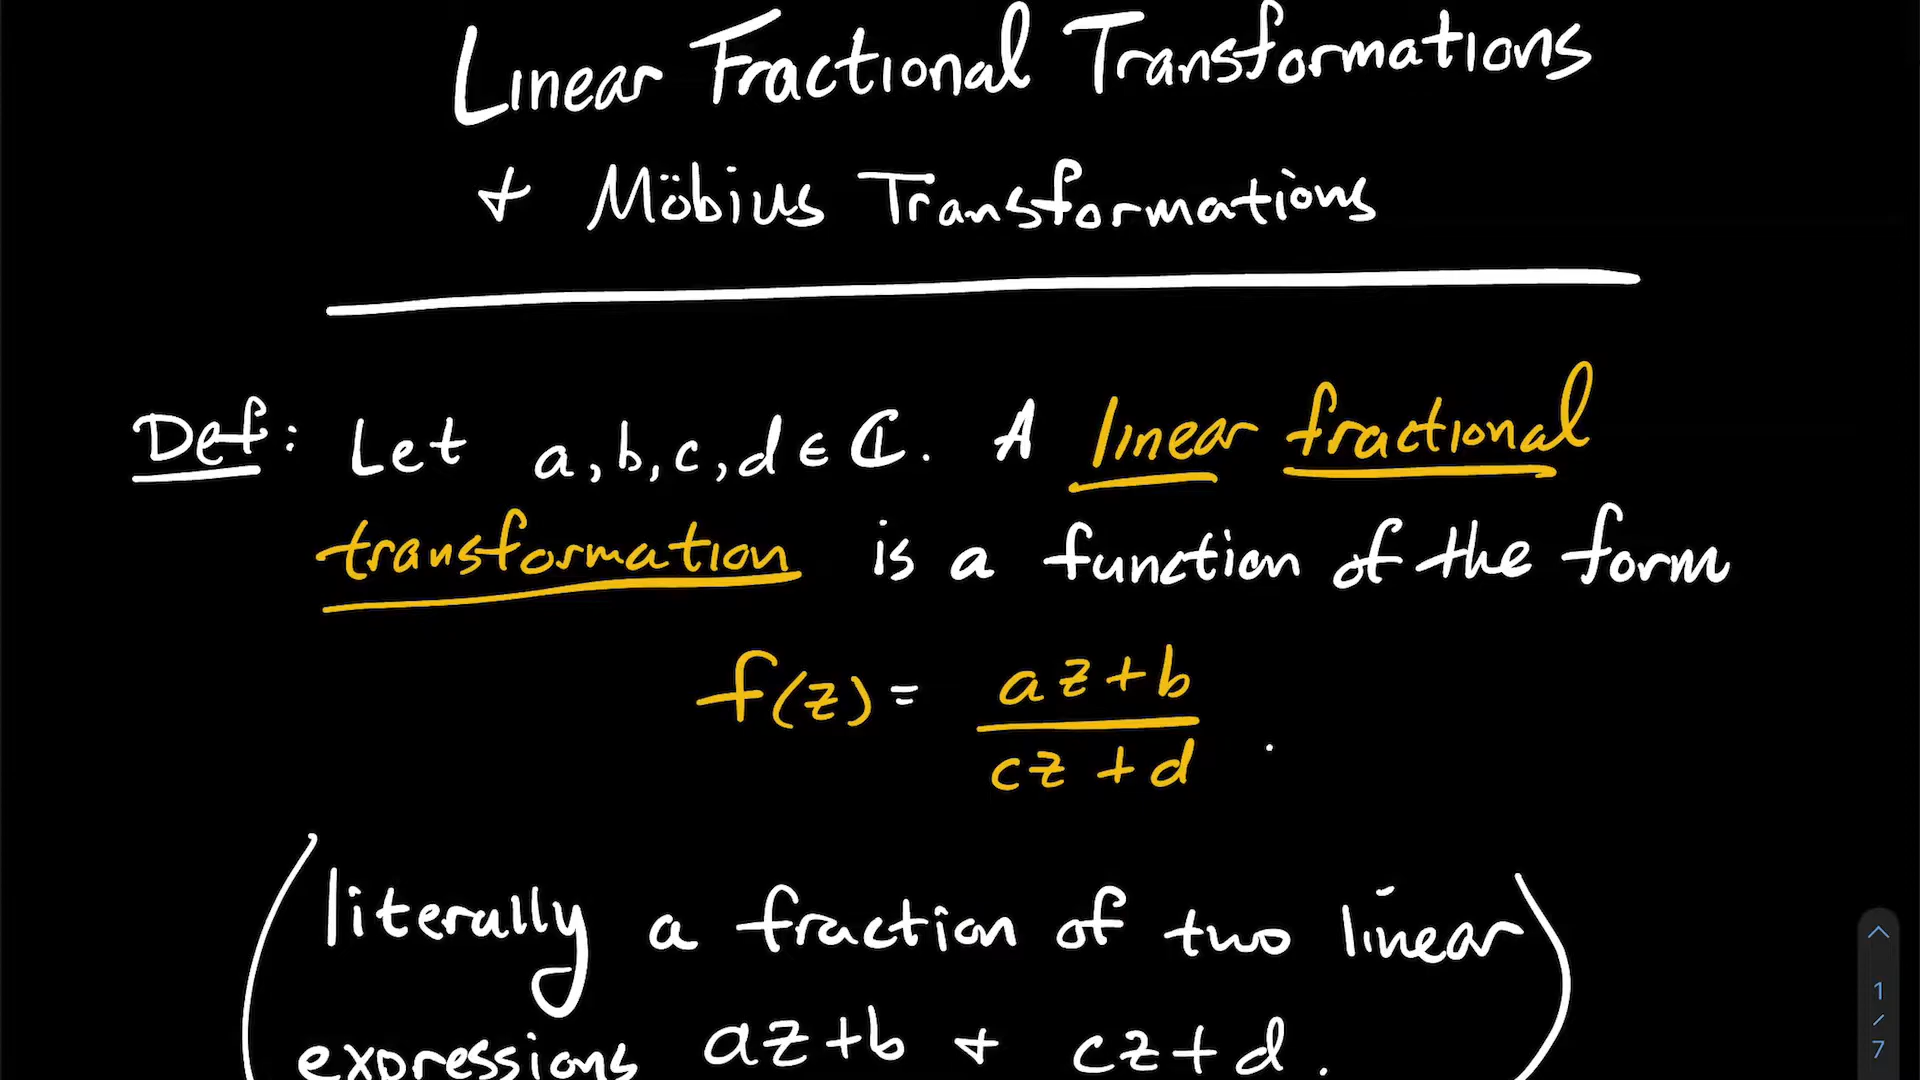 Linear Fractional Transformations
+ Möbius Transformations
Def: Let a, b, c, d ∈ ℂ. A linear fractional
transformation is a function of the form
f(z) = az+b
cz+d .
(literally a fraction of two linear
expressions az+b + cz+d.)
1
/
7